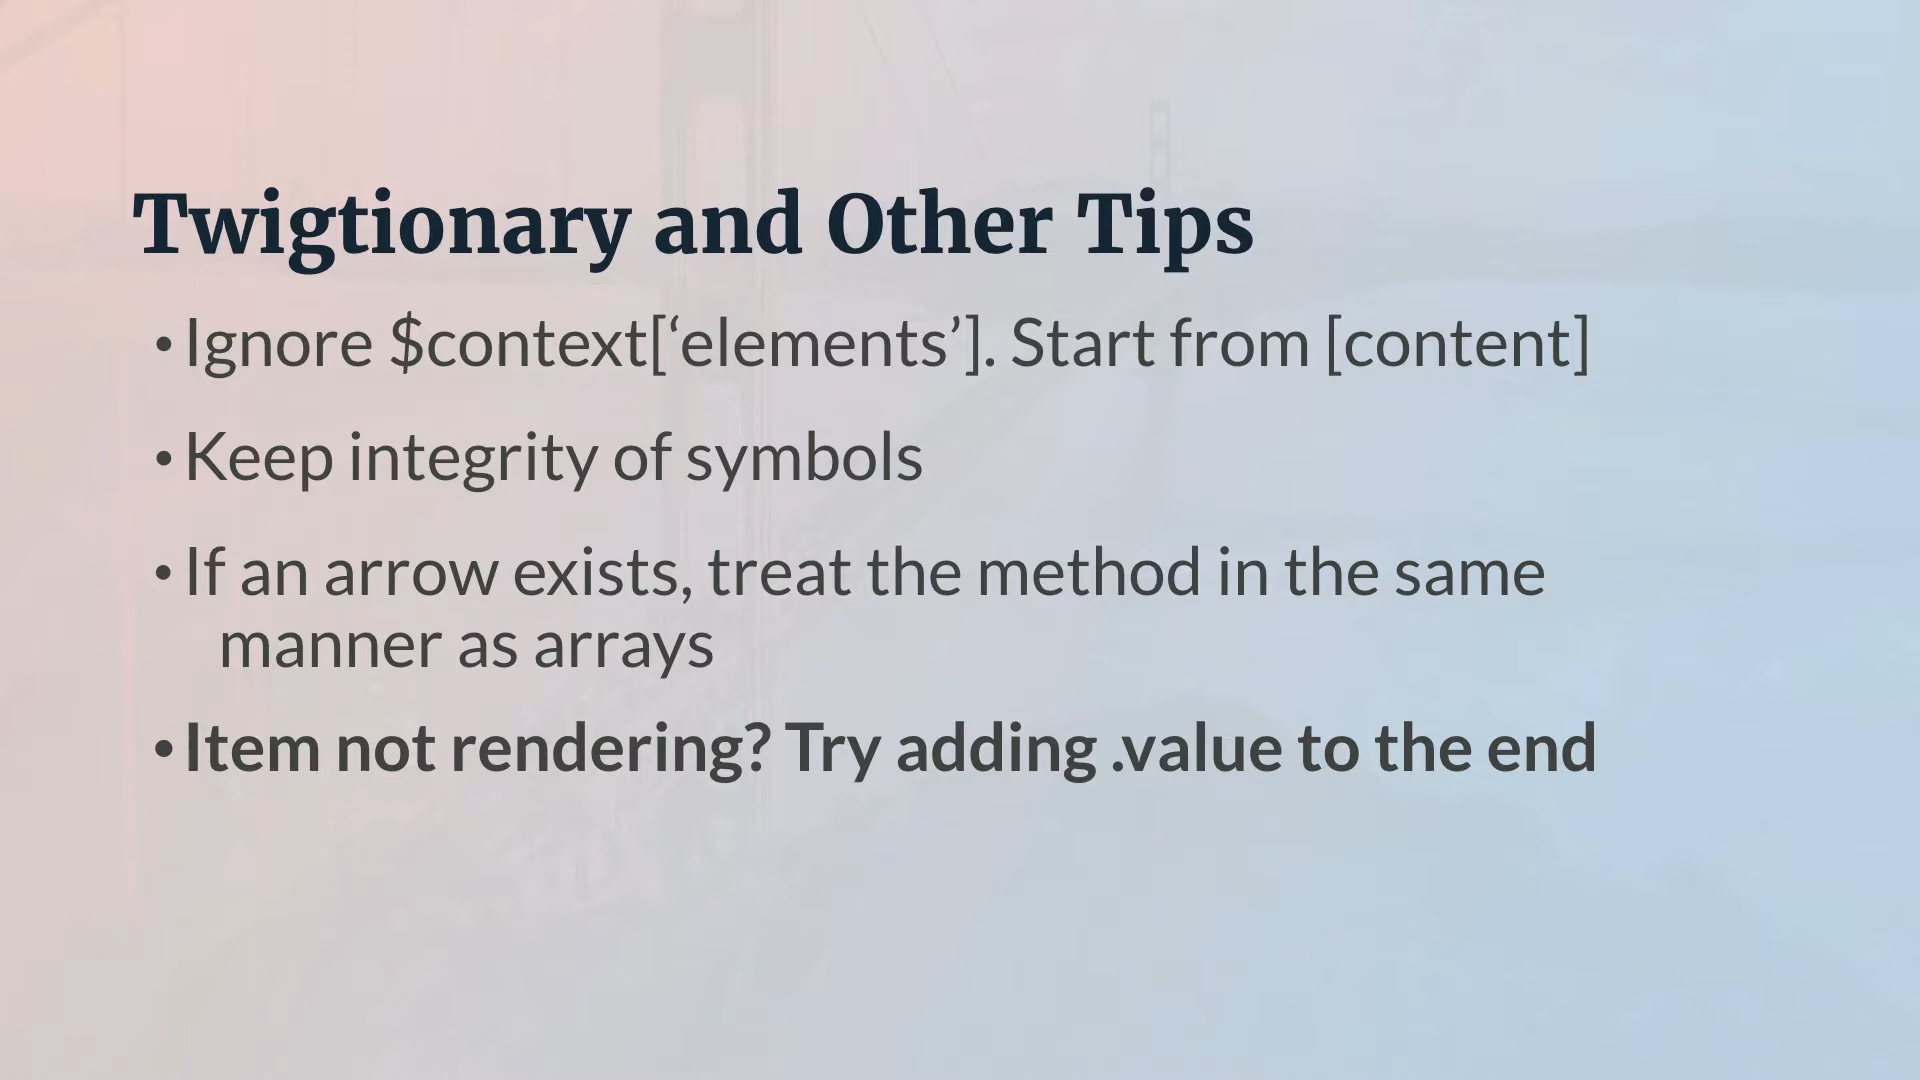 Twigtionary and Other Tips
• Ignore $context[‘elements’]. Start from [content]
• Keep integrity of symbols
• If an arrow exists, treat the method in the same
manner as arrays
• Item not rendering? Try adding .value to the end